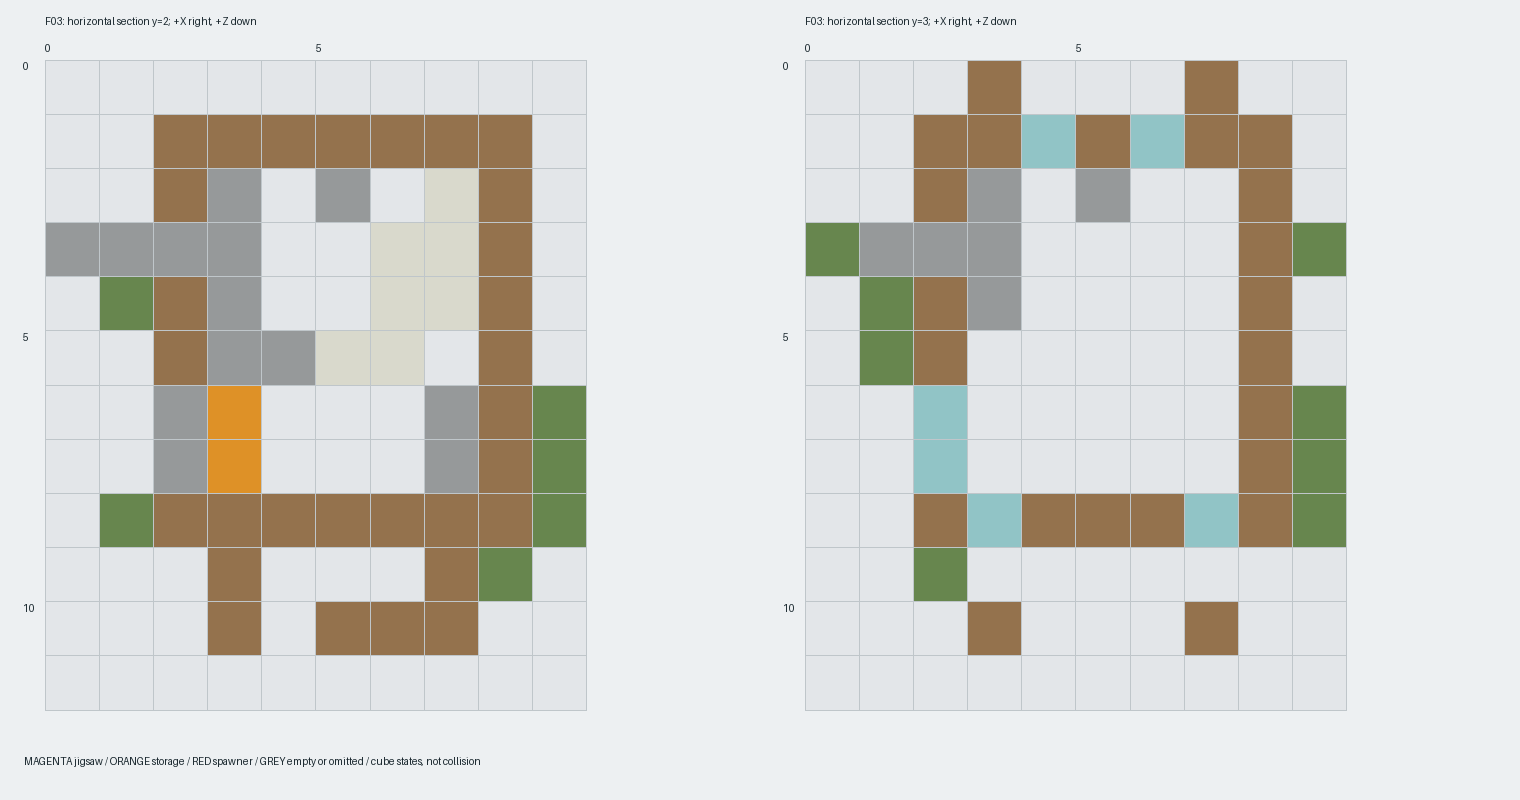 F03: horizontal section y=2; +X right, +Z down
F03: horizontal section y=3; +X right, +Z down
0 5
0 5
0
0
5
5
10
10
MAGENTA jigsaw / ORANGE storage / RED spawner / GREY empty or omitted / cube states, not collision